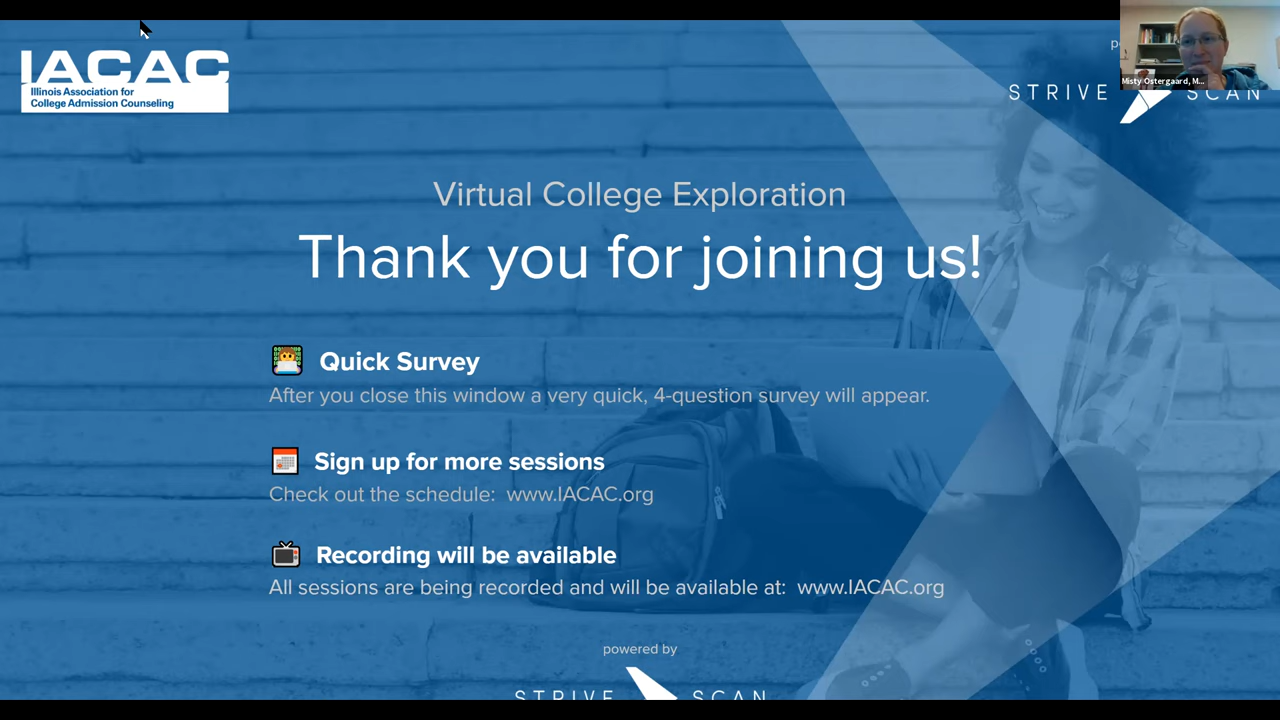 IACAC
Illinois Association for
College Admission Counseling
Misty Ostergaard, M...
STRIVE SCAN
Virtual College Exploration
Thank you for joining us!
Quick Survey
After you close this window a very quick, 4-question survey will appear.
Sign up for more sessions
Check out the schedule: www.IACAC.org
Recording will be available
All sessions are being recorded and will be available at: www.IACAC.org
powered by
STRIVE SCAN